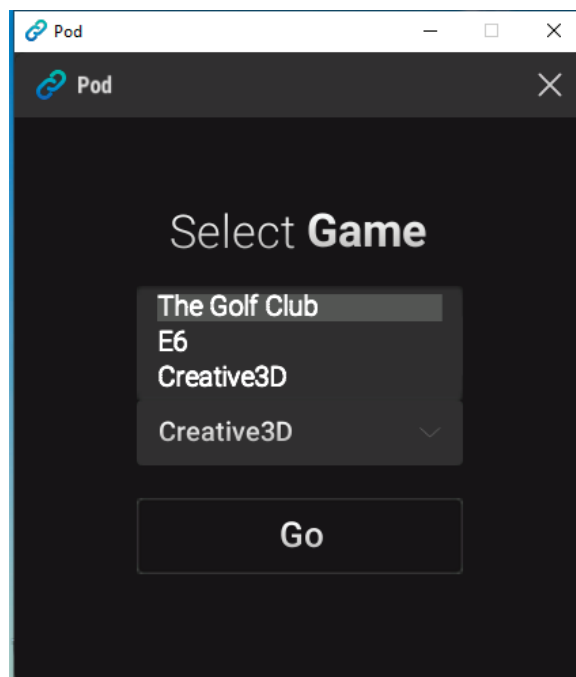 Pod
Pod
Select Game
The Golf Club
E6
Creative3D
Creative3D
Go